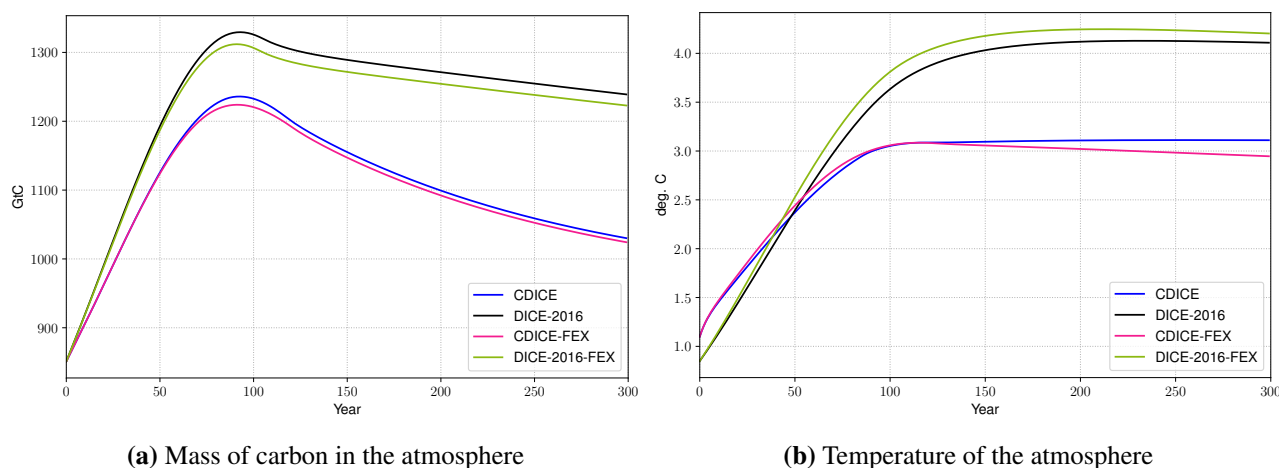 1300
1200
1100
1000
900
GtC
0 50 100 150 200 250 300
Year
CDICE
DICE-2016
CDICE-FEX
DICE-2016-FEX
(a) Mass of carbon in the atmosphere
4.0
3.5
3.0
2.5
2.0
1.5
1.0
deg. C
0 50 100 150 200 250 300
Year
CDICE
DICE-2016
CDICE-FEX
DICE-2016-FEX
(b) Temperature of the atmosphere